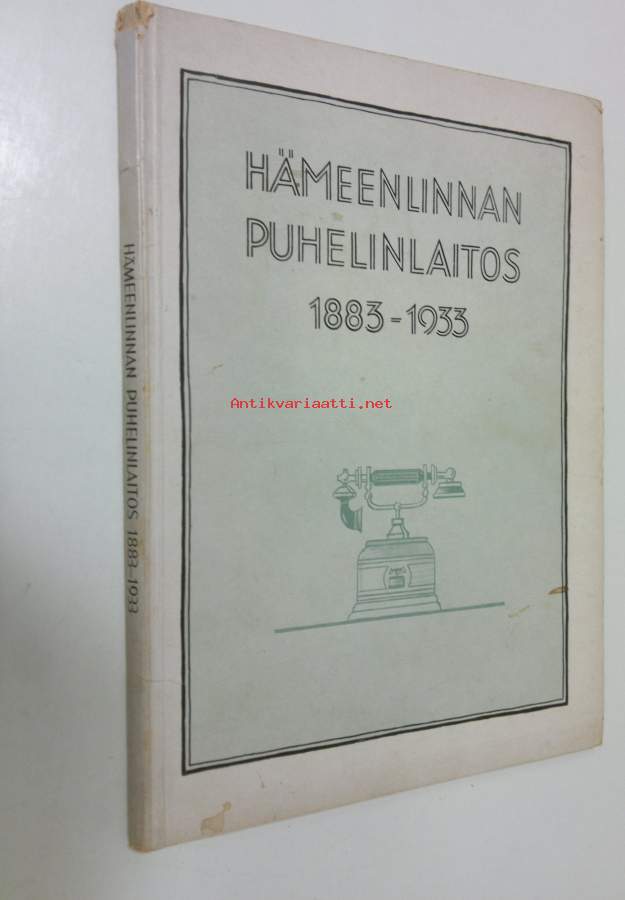 HÄMEENLINNAN
PUHELINLAITOS
1883-1933
Antikvariaatti.net
HÄMEENLINNAN PUHELINLAITOS 1883-1933